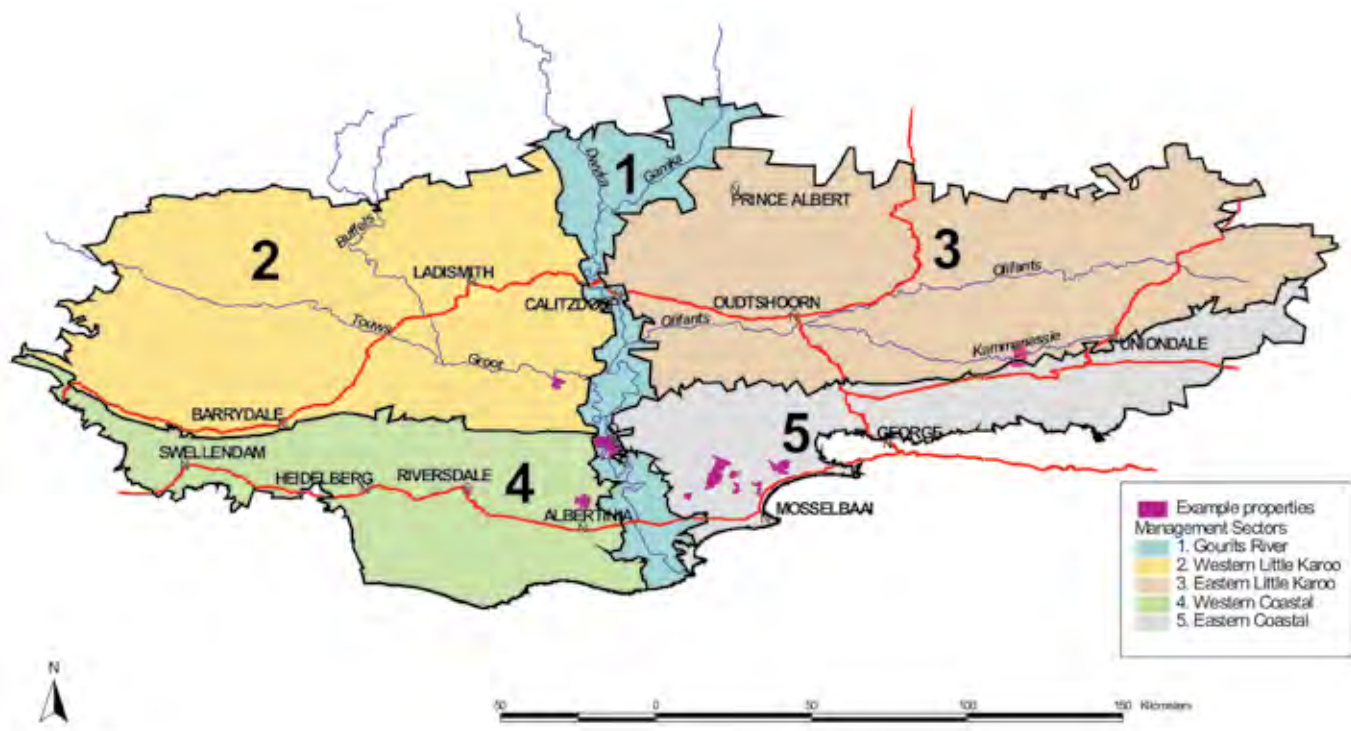 1
Dwyka
Gamka
PRINCE ALBERT
2
Buffels
3
LADISMITH
Olifants
CALITZDORP
OUDTSHOORN
Touws
Olifants
Groot
Kammanassie
UNIONDALE
BARRYDALE
5
GEORGE
SWELLENDAM
HEIDELBERG
RIVERSDALE
4
ALBERTINIA
MOSSELBAAI
Example properties
Management Sectors
1. Gourits River
2. Western Little Karoo
3. Eastern Little Karoo
4. Western Coastal
5. Eastern Coastal
N
50 0 50 100 150 Kilometers